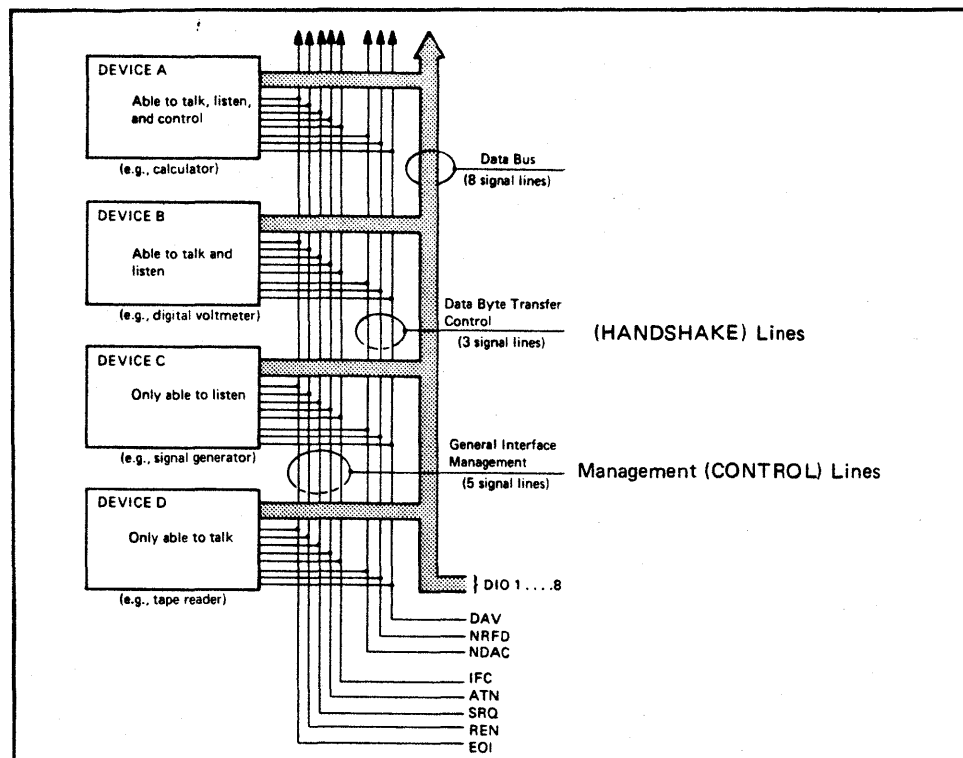 DEVICE A
Able to talk, listen,
and control
(e.g., calculator)
Data Bus
(8 signal lines)
DEVICE B
Able to talk and
listen
(e.g., digital voltmeter)
Data Byte Transfer
Control
(3 signal lines)
(HANDSHAKE) Lines
DEVICE C
Only able to listen
(e.g., signal generator)
General Interface
Management
(5 signal lines)
Management (CONTROL) Lines
DEVICE D
Only able to talk
(e.g., tape reader)
} DIO 1 . . . . 8
DAV
NRFD
NDAC
IFC
ATN
SRQ
REN
EOI